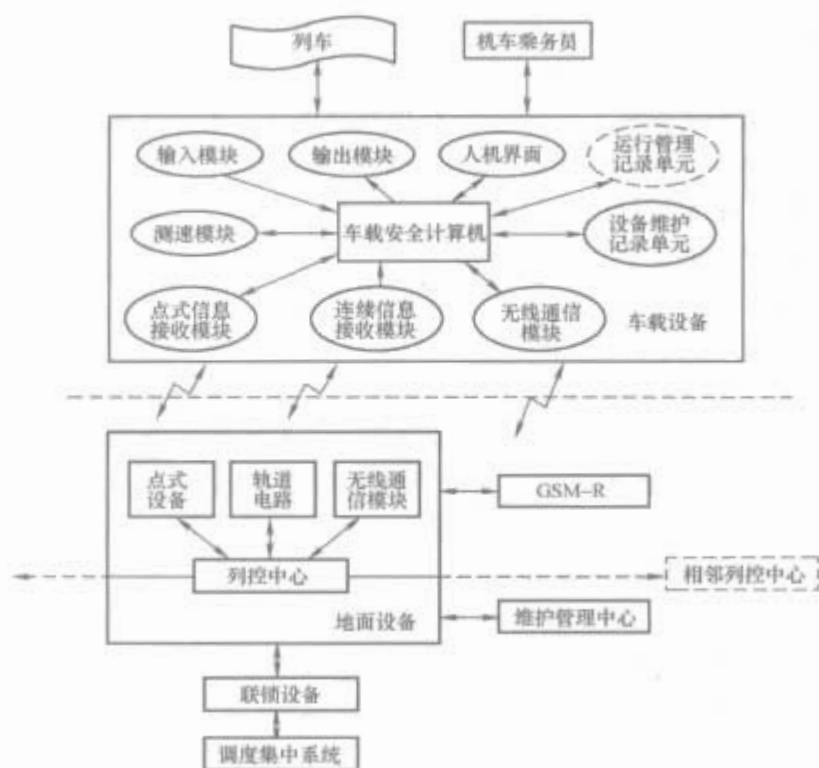 列车
机车乘务员
输入模块
输出模块
人机界面
运行管理
记录单元
测速模块
车载安全计算机
设备维护
记录单元
点式信息
接收模块
连续信息
接收模块
无线通信
模块
车载设备
点式
设备
轨道
电路
无线通
信模块
GSM-R
列控中心
相邻列控中心
地面设备
维护管理中心
联锁设备
调度集中系统